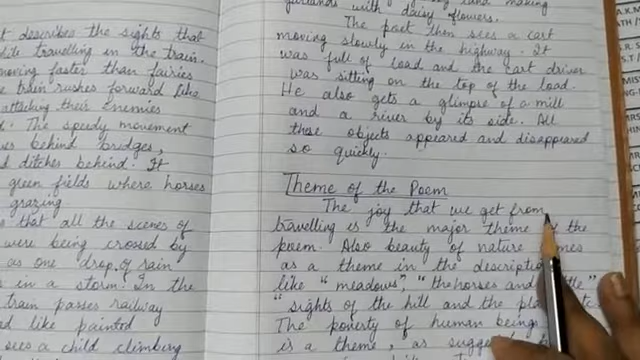 t describes the sights that
dite travelling in the train.
moving faster than fairies
e train rushes forward like
attacking their enemies
d. The speedy movement
es behind bridges,
d ditches behind. It
green fields where horses
grazing
s that all the scenes of
were being crossed by
as one drop of rain
s in a storm. In the
train passes railway
d like painted
sees a child climbing
garlands with daisy flowers.
The poet then sees a cart
moving slowly in the highway. It
was full of load and the cart driver
was sitting on the top of the load.
He also gets a glimpse of a mill
and a river by its side. All
these objects appeared and disappeared
so quickly.
Theme of the Poem
The joy that we get from
travelling is the major theme of the
poem. Also beauty of nature
as a theme in the
like "meadows", "the horses and
"sights of the hill and the
The poverty of human beings
is a theme, as